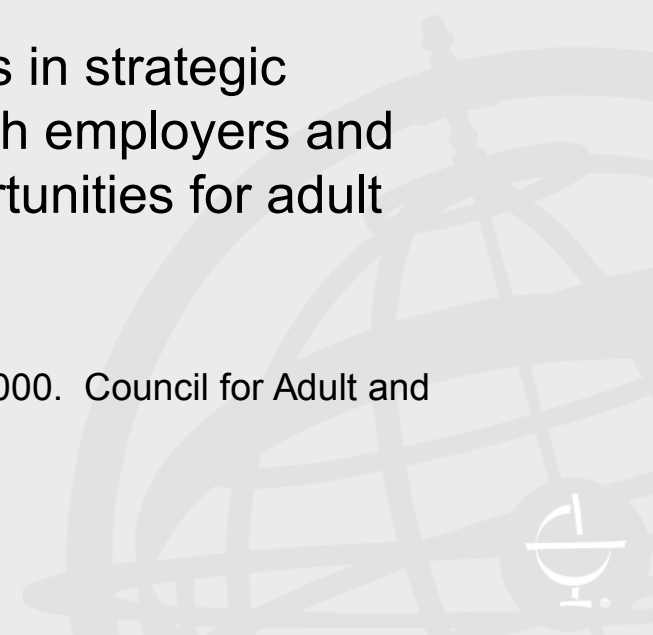 s in strategic
h employers and
rtunities for adult
000. Council for Adult and
®